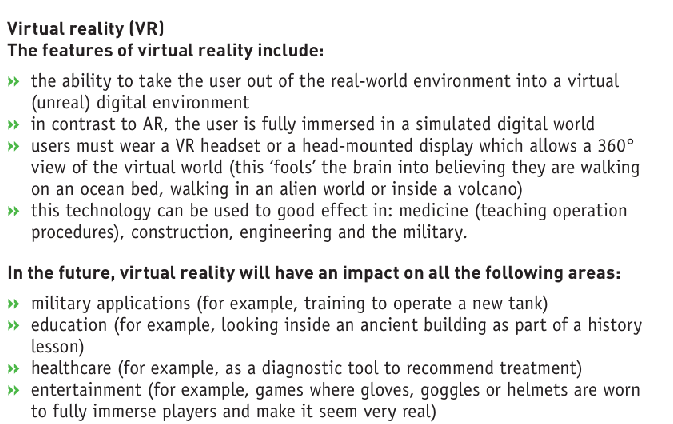 Virtual reality (VR)
The features of virtual reality include:
» the ability to take the user out of the real-world environment into a virtual
(unreal) digital environment
» in contrast to AR, the user is fully immersed in a simulated digital world
» users must wear a VR headset or a head-mounted display which allows a 360°
view of the virtual world (this ‘fools’ the brain into believing they are walking
on an ocean bed, walking in an alien world or inside a volcano)
» this technology can be used to good effect in: medicine (teaching operation
procedures), construction, engineering and the military.
In the future, virtual reality will have an impact on all the following areas:
» military applications (for example, training to operate a new tank)
» education (for example, looking inside an ancient building as part of a history
lesson)
» healthcare (for example, as a diagnostic tool to recommend treatment)
» entertainment (for example, games where gloves, goggles or helmets are worn
to fully immerse players and make it seem very real)